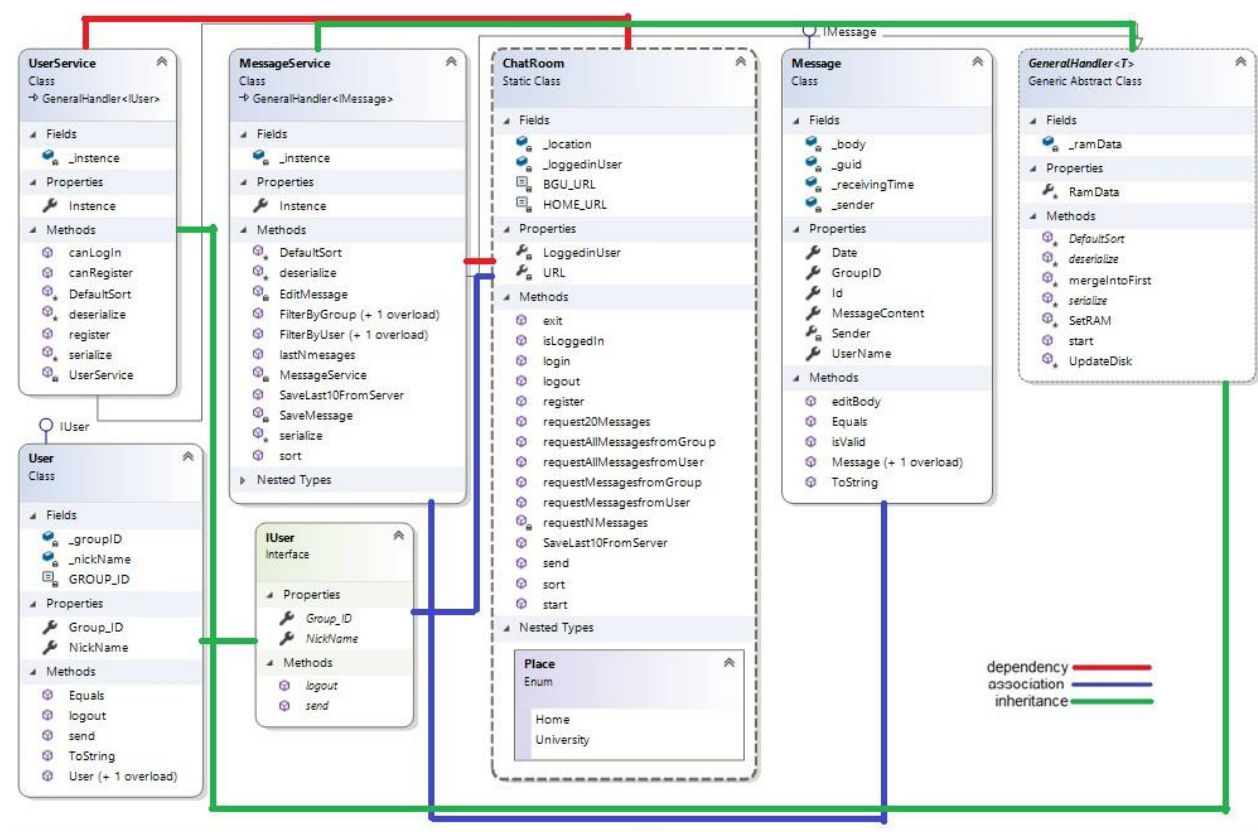 IMessage
UserService
Class
GeneralHandler<IUser>
Fields
_instence
Properties
Instence
Methods
canLogIn
canRegister
DefaultSort
deserialize
register
serialize
UserService
MessageService
Class
GeneralHandler<IMessage>
Fields
_instence
Properties
Instence
Methods
DefaultSort
deserialize
EditMessage
FilterByGroup (+ 1 overload)
FilterByUser (+ 1 overload)
lastNmesages
MessageService
SaveLast10FromServer
SaveMessage
serialize
sort
Nested Types
ChatRoom
Static Class
Fields
_location
_loggedinUser
BGU_URL
HOME_URL
Properties
LoggedinUser
URL
Methods
exit
isLoggedIn
login
logout
register
request20Messages
requestAllMessagesfromGroup
requestAllMessagesfromUser
requestMessagesfromGroup
requestMessagesfromUser
requestNMessages
SaveLast10FromServer
send
sort
start
Nested Types
Place
Enum
Home
University
Message
Class
Fields
_body
_guid
_receivingTime
_sender
Properties
Date
GroupID
Id
MessageContent
Sender
UserName
Methods
editBody
Equals
isValid
Message (+ 1 overload)
ToString
GeneralHandler<T>
Generic Abstract Class
Fields
_ramData
Properties
RamData
Methods
DefaultSort
deserialize
mergeIntoFirst
serialize
SetRAM
start
UpdateDisk
IUser
User
Class
Fields
_groupID
_nickName
GROUP_ID
Properties
Group_ID
NickName
Methods
Equals
logout
send
ToString
User (+ 1 overload)
IUser
Interface
Properties
Group_ID
NickName
Methods
logout
send
dependency
association
inheritance